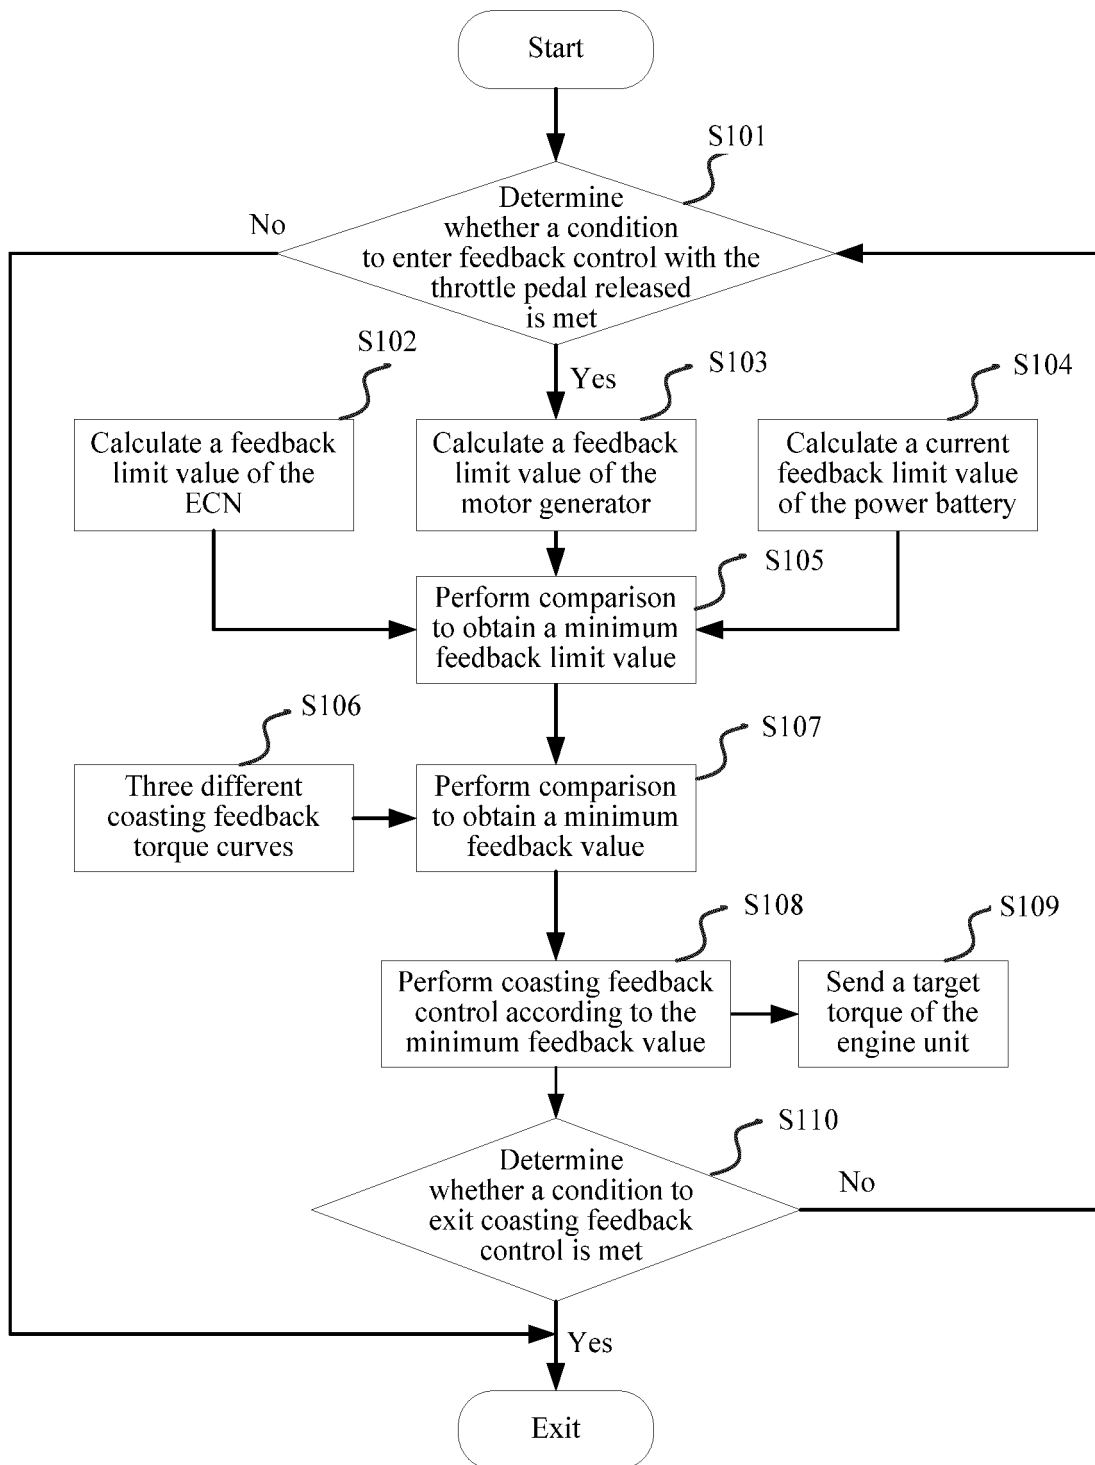 Start
S101
Determine
whether a condition
to enter feedback control with the
throttle pedal released
is met
No
Yes
S102
Calculate a feedback
limit value of the
ECN
S103
Calculate a feedback
limit value of the
motor generator
S104
Calculate a current
feedback limit value
of the power battery
S105
Perform comparison
to obtain a minimum
feedback limit value
S106
Three different
coasting feedback
torque curves
S107
Perform comparison
to obtain a minimum
feedback value
S108
Perform coasting feedback
control according to the
minimum feedback value
S109
Send a target
torque of the
engine unit
S110
Determine
whether a condition to
exit coasting feedback
control is met
No
Yes
Exit